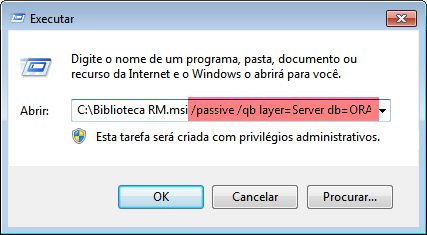 Executar
Digite o nome de um programa, pasta, documento ou
recurso da Internet e o Windows o abrirá para você.
Abrir: C:\Biblioteca RM.msi /passive /qb layer=Server db=ORA
Esta tarefa será criada com privilégios administrativos.
OK Cancelar Procurar...